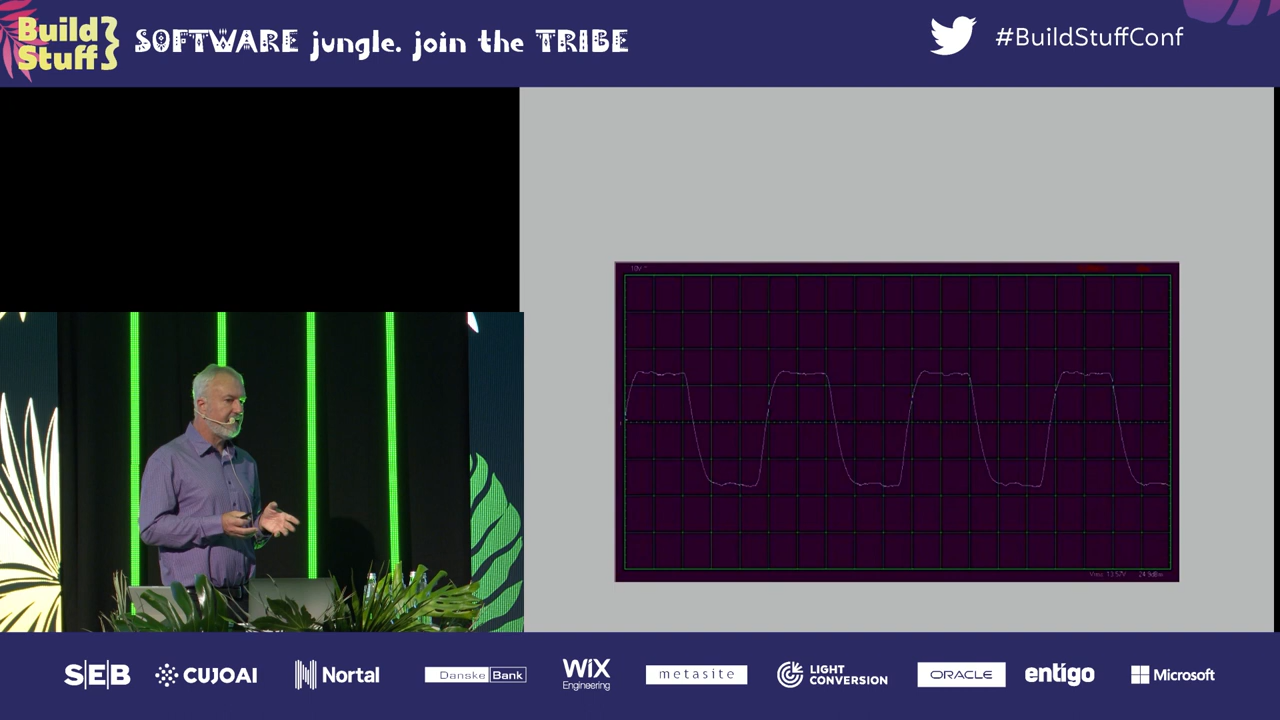 Build
Stuff}
SOFTWARE jungle. join the TRIBE
#BuildStuffConf
10V
S|E|B
CUJOAI
Nortal
Danske Bank
WiX
Engineering
metasite
LIGHT
CONVERSION
ORACLE
entigo
Microsoft